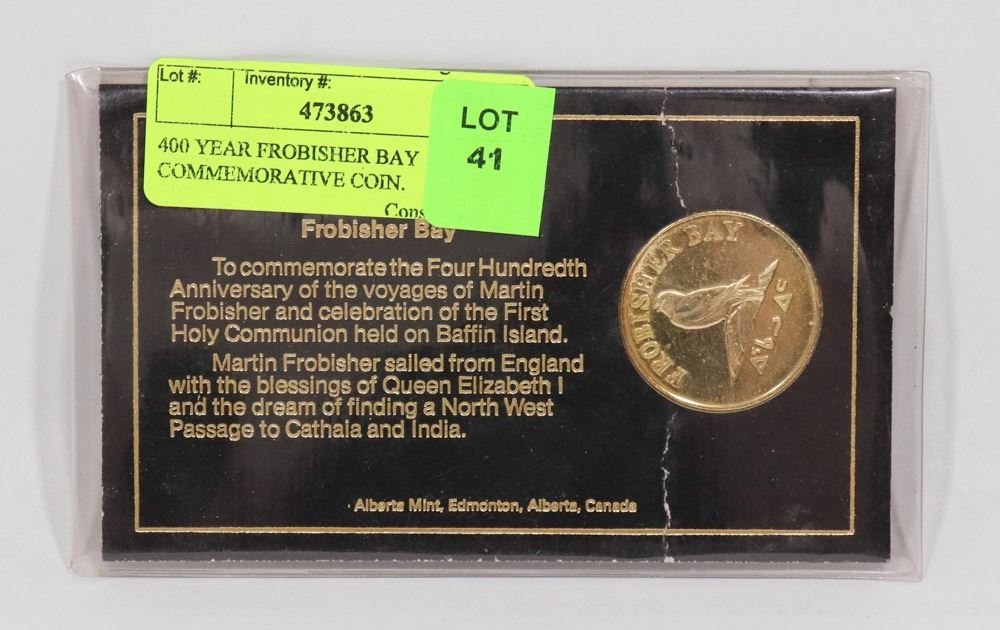 Lot #:
Inventory #:
473863
400 YEAR FROBISHER BAY
COMMEMORATIVE COIN.
LOT
41
Frobisher Bay
To commemorate the Four Hundredth
Anniversary of the voyages of Martin
Frobisher and celebration of the First
Holy Communion held on Baffin Island.
Martin Frobisher sailed from England
with the blessings of Queen Elizabeth I
and the dream of finding a North West
Passage to Cathaia and India.
Alberta Mint, Edmonton, Alberta, Canada
FROBISHER BAY